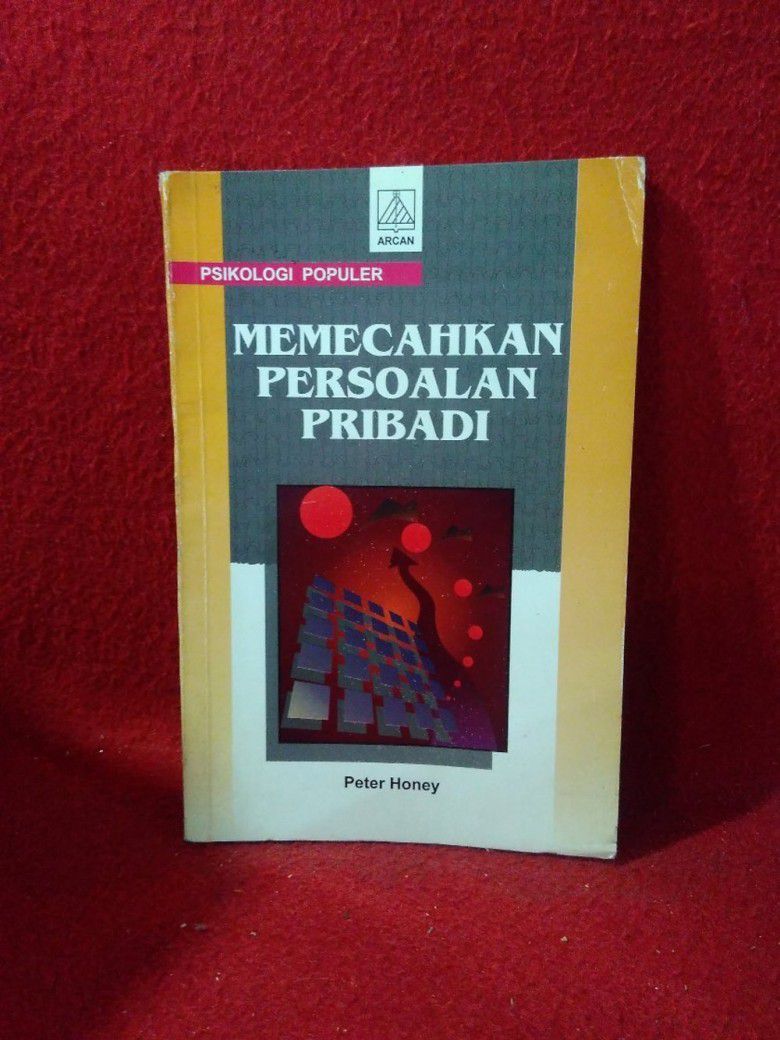 ARCAN
PSIKOLOGI POPULER
MEMECAHKAN
PERSOALAN
PRIBADI
Peter Honey